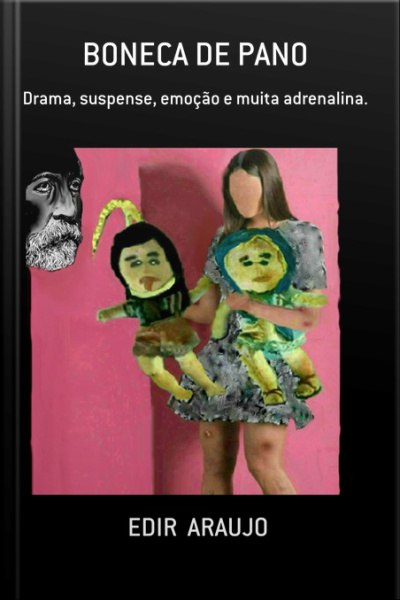 BONECA DE PANO
Drama, suspense, emoção e muita adrenalina.
EDIR ARAUJO